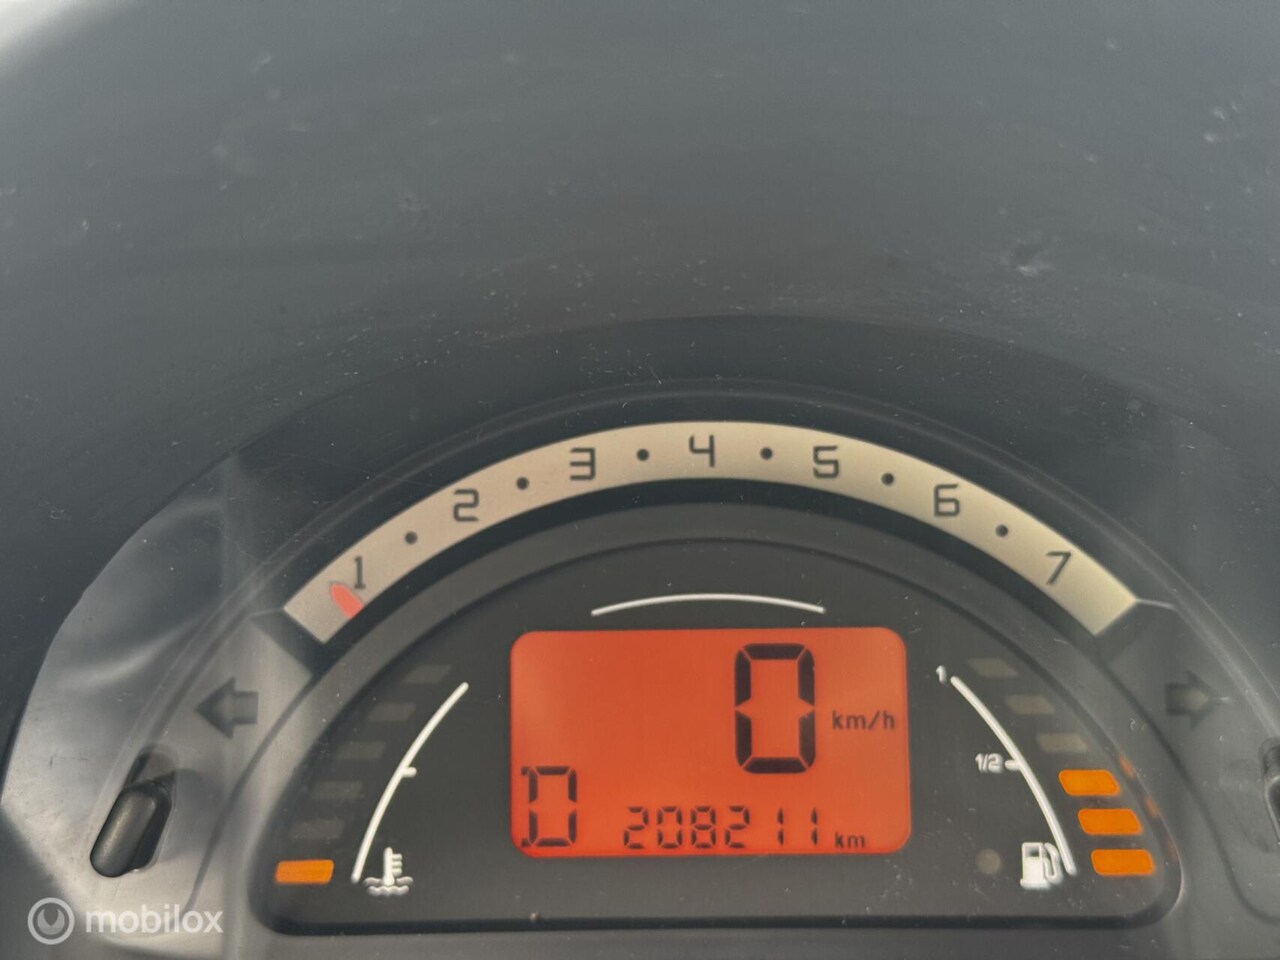 1 · 2 · 3 · 4 · 5 · 6 · 7
0 km/h
1
1/2
D 208211 km
mobilox